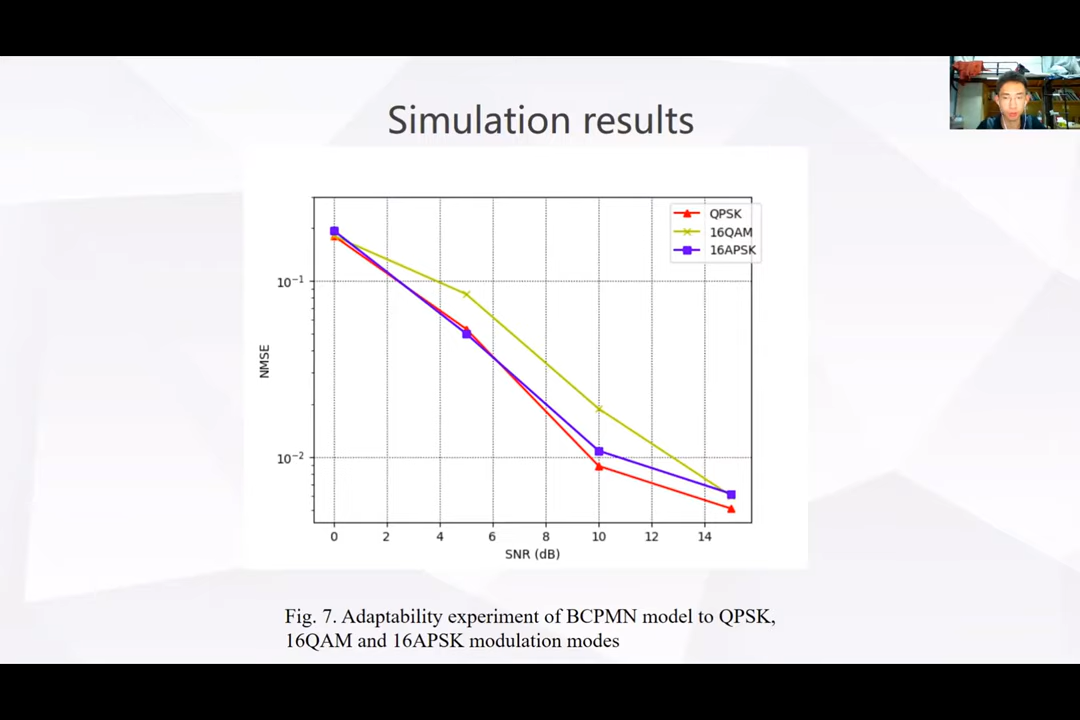 Simulation results
QPSK
16QAM
16APSK
10⁻¹
10⁻²
NMSE
0 2 4 6 8 10 12 14
SNR (dB)
Fig. 7. Adaptability experiment of BCPMN model to QPSK,
16QAM and 16APSK modulation modes